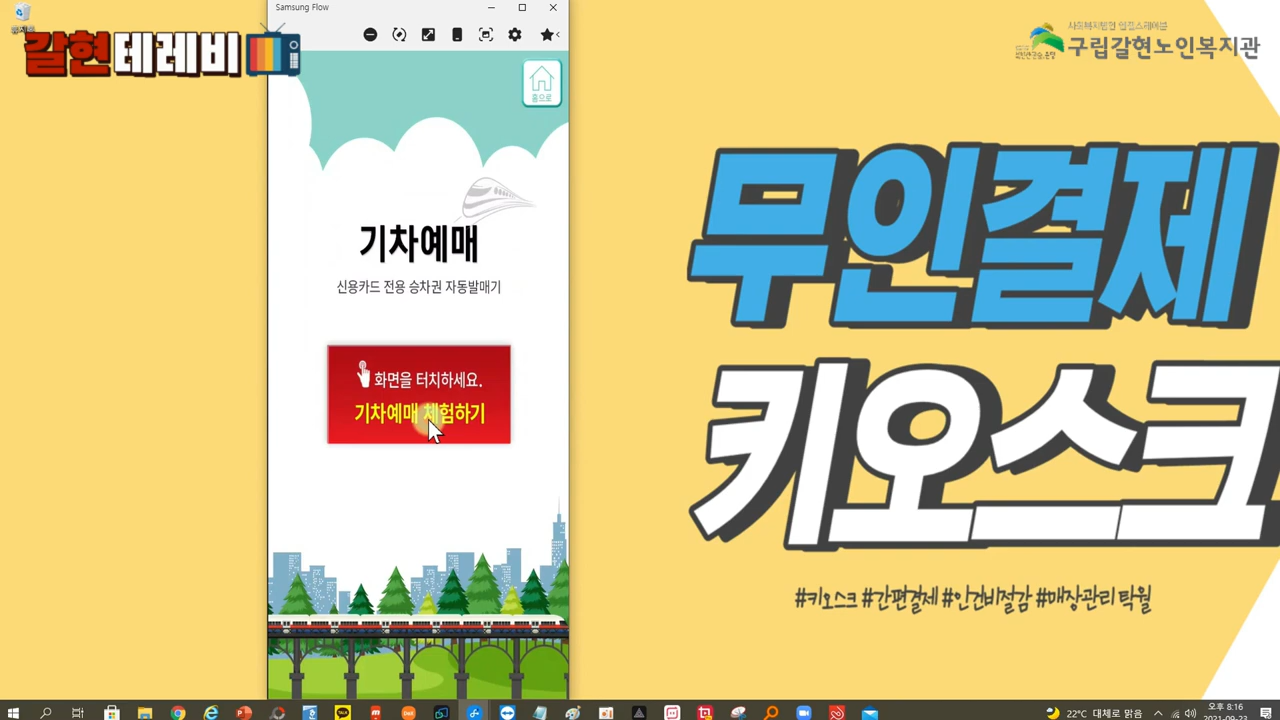 Samsung Flow
갈현테레비
홈으로
구립갈현노인복지관
기차예매
신용카드 전용 승차권 자동발매기
화면을 터치하세요.
기차예매 체험하기
무인결제
키오스크
#키오스크 #간편결제 #인건비절감 #매장관리 탁월
22°C 대체로 맑음
오후 8:16
2021-09-23